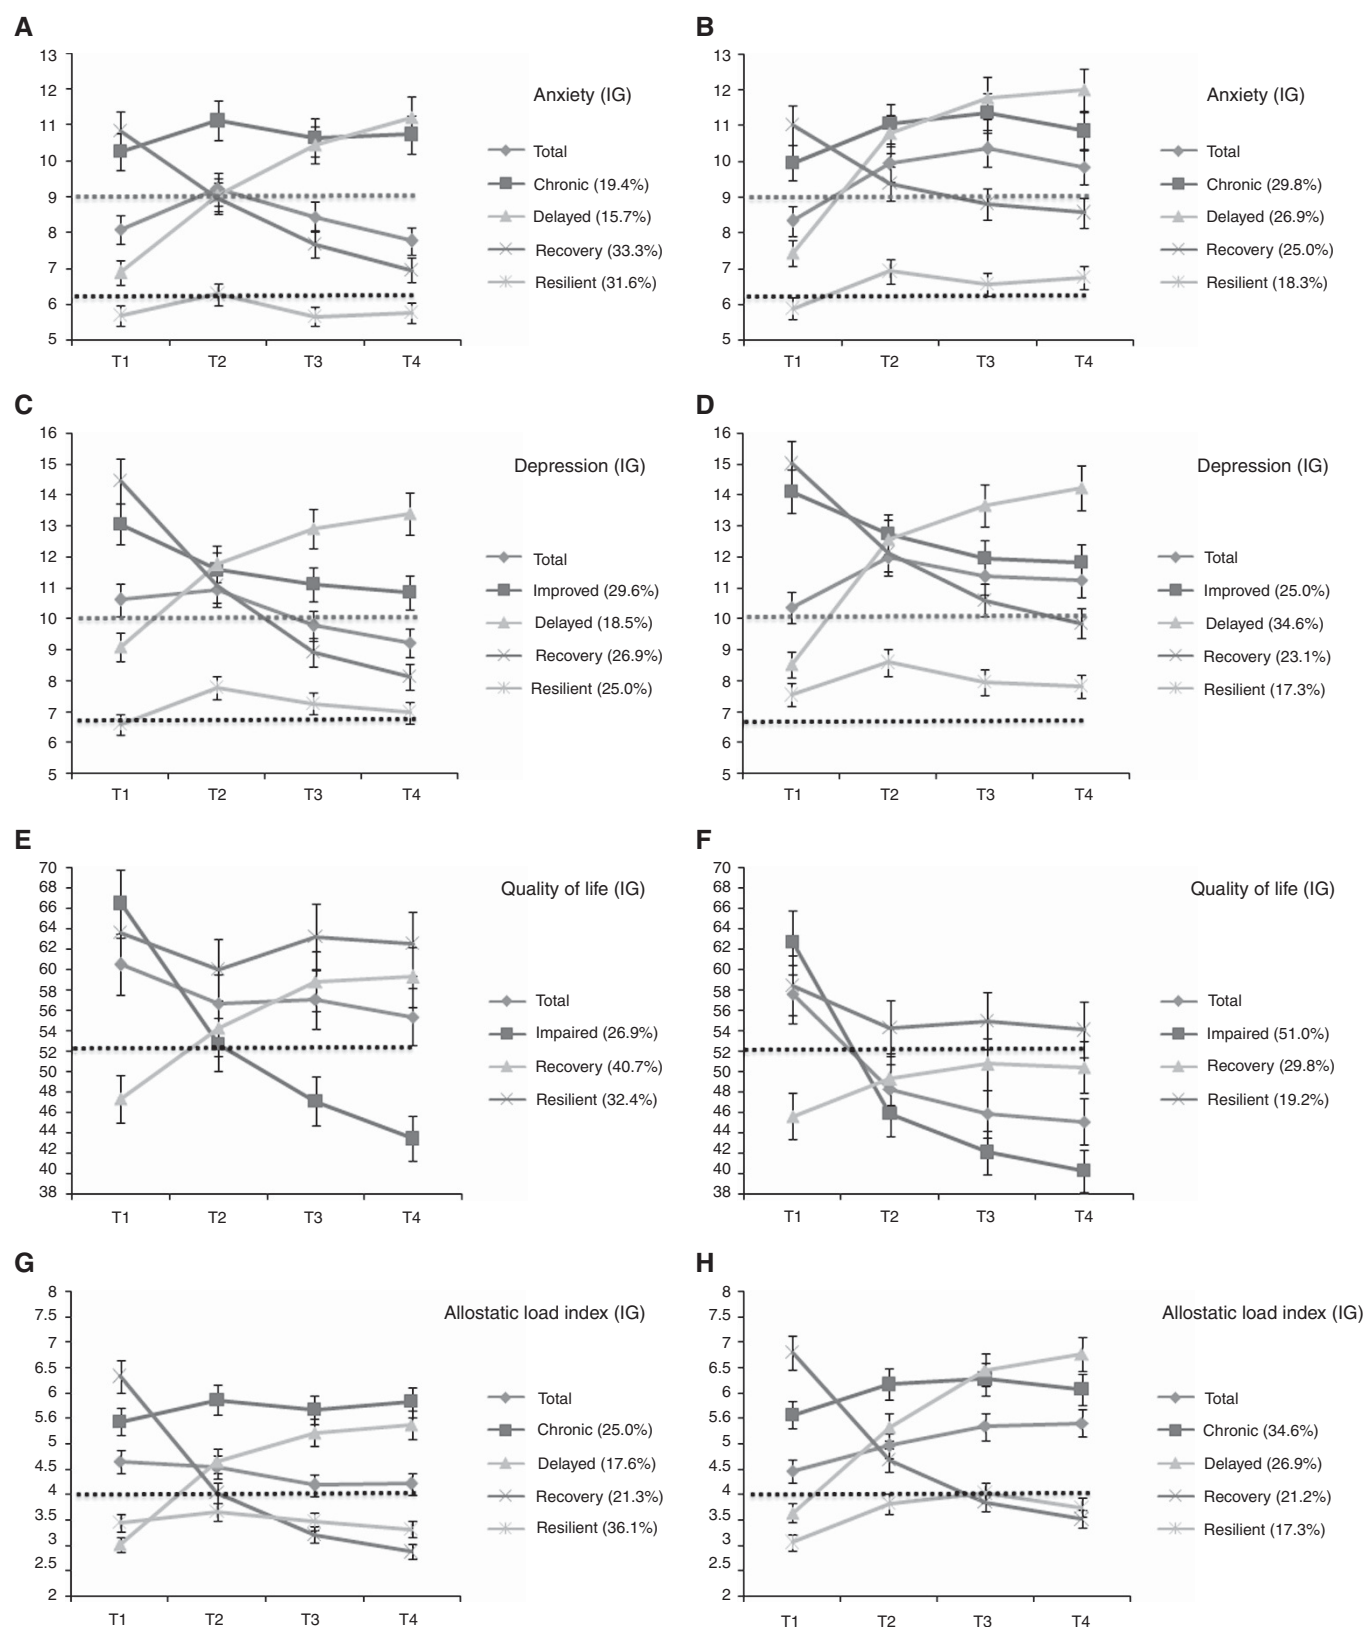 A
13
12
11
10
9
8
7
6
5
T1 T2 T3 T4
Anxiety (IG)
Total
Chronic (19.4%)
Delayed (15.7%)
Recovery (33.3%)
Resilient (31.6%)
B
13
12
11
10
9
8
7
6
5
T1 T2 T3 T4
Anxiety (IG)
Total
Chronic (29.8%)
Delayed (26.9%)
Recovery (25.0%)
Resilient (18.3%)
C
16
15
14
13
12
11
10
9
8
7
6
5
T1 T2 T3 T4
Depression (IG)
Total
Improved (29.6%)
Delayed (18.5%)
Recovery (26.9%)
Resilient (25.0%)
D
16
15
14
13
12
11
10
9
8
7
6
5
T1 T2 T3 T4
Depression (IG)
Total
Improved (25.0%)
Delayed (34.6%)
Recovery (23.1%)
Resilient (17.3%)
E
70
68
66
64
62
60
58
56
54
52
50
48
46
44
42
40
38
T1 T2 T3 T4
Quality of life (IG)
Total
Impaired (26.9%)
Recovery (40.7%)
Resilient (32.4%)
F
70
68
66
64
62
60
58
56
54
52
50
48
46
44
42
40
38
T1 T2 T3 T4
Quality of life (IG)
Total
Impaired (51.0%)
Recovery (29.8%)
Resilient (19.2%)
G
8
7.5
7
6.5
6
5.6
5
4.5
4
3.5
3
2.5
2
T1 T2 T3 T4
Allostatic load index (IG)
Total
Chronic (25.0%)
Delayed (17.6%)
Recovery (21.3%)
Resilient (36.1%)
H
8
7.5
7
6.5
6
5.6
5
4.5
4
3.5
3
2.5
2
T1 T2 T3 T4
Allostatic load index (IG)
Total
Chronic (34.6%)
Delayed (26.9%)
Recovery (21.2%)
Resilient (17.3%)